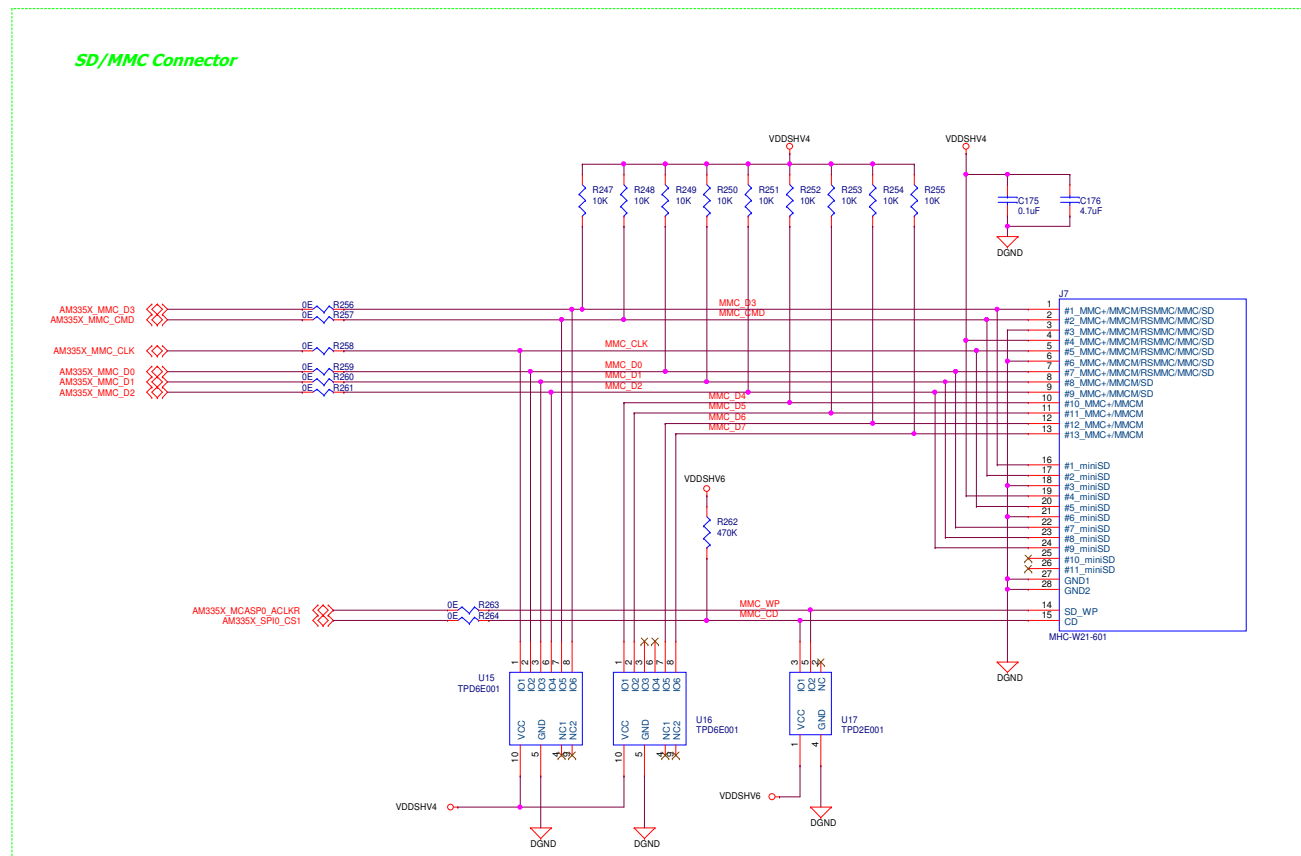 SD/MMC Connector
VDDSHV4
VDDSHV4
R247
10K
R248
10K
R249
10K
R250
10K
R251
10K
R252
10K
R253
10K
R254
10K
R255
10K
C175
0.1uF
C176
4.7uF
DGND
AM335X_MMC_D3
0E
R256
MMC_D3
AM335X_MMC_CMD
0E
R257
MMC_CMD
AM335X_MMC_CLK
0E
R258
MMC_CLK
AM335X_MMC_D0
0E
R259
MMC_D0
AM335X_MMC_D1
0E
R260
MMC_D1
AM335X_MMC_D2
0E
R261
MMC_D2
MMC_D4
MMC_D5
MMC_D6
MMC_D7
J7
1 #1_MMC+/MMCM/RSMMC/MMC/SD
2 #2_MMC+/MMCM/RSMMC/MMC/SD
3 #3_MMC+/MMCM/RSMMC/MMC/SD
4 #4_MMC+/MMCM/RSMMC/MMC/SD
5 #5_MMC+/MMCM/RSMMC/MMC/SD
6 #6_MMC+/MMCM/RSMMC/MMC/SD
7 #7_MMC+/MMCM/RSMMC/MMC/SD
8 #8_MMC+/MMCM/SD
9 #9_MMC+/MMCM/SD
10 #10_MMC+/MMCM
11 #11_MMC+/MMCM
12 #12_MMC+/MMCM
13 #13_MMC+/MMCM
16 #1_miniSD
17 #2_miniSD
18 #3_miniSD
19 #4_miniSD
20 #5_miniSD
21 #6_miniSD
22 #7_miniSD
23 #8_miniSD
24 #9_miniSD
25 #10_miniSD
26 #11_miniSD
27 GND1
28 GND2
14 SD_WP
15 CD
MHC-W21-601
VDDSHV6
R262
470K
AM335X_MCASP0_ACLKR
0E
R263
MMC_WP
AM335X_SPI0_CS1
0E
R264
MMC_CD
DGND
U15
TPD6E001
1 2 3 6 7 8
IO1 IO2 IO3 IO4 IO5 IO6
VCC GND NC1 NC2
10 5 4 9
U16
TPD6E001
1 2 3 6 7 8
IO1 IO2 IO3 IO4 IO5 IO6
VCC GND NC1 NC2
10 5 4 9
U17
TPD2E001
3 5 2
IO1 IO2 NC
VCC GND
1 4
VDDSHV4
VDDSHV6
DGND
DGND
DGND